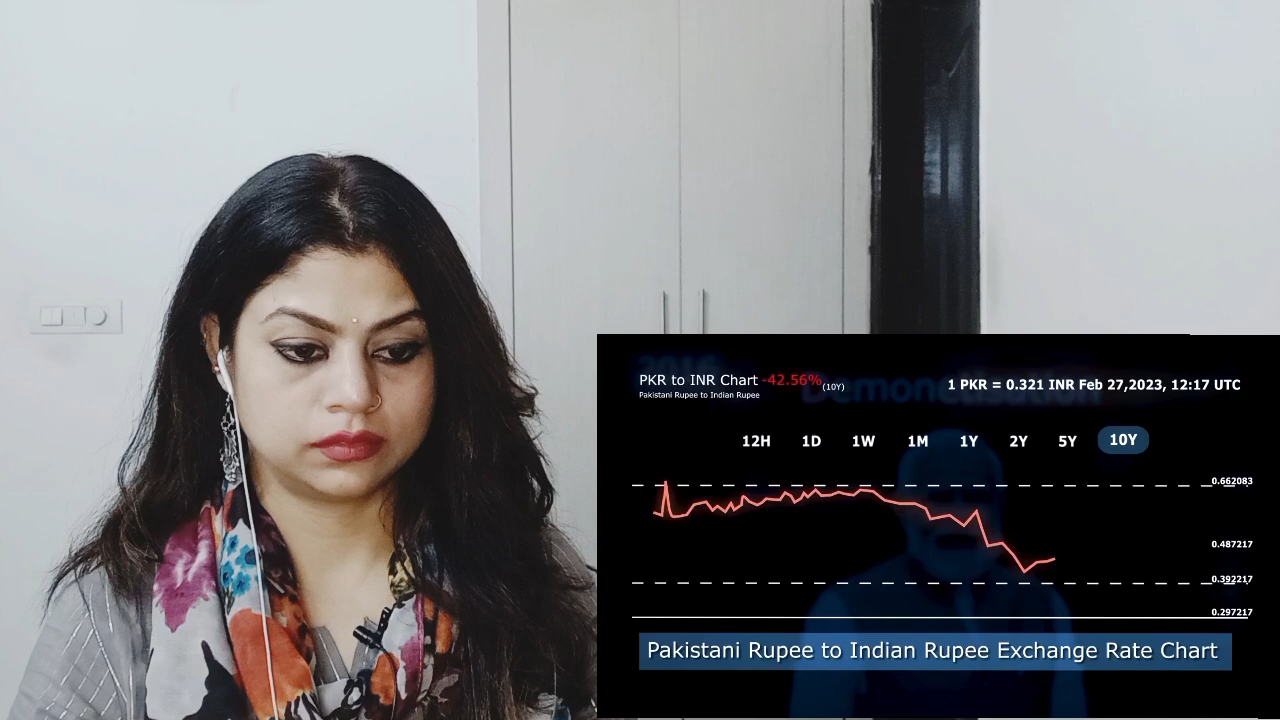 2016
Demonetisation
PKR to INR Chart -42.56% (10Y)
Pakistani Rupee to Indian Rupee
1 PKR = 0.321 INR Feb 27,2023, 12:17 UTC
12H 1D 1W 1M 1Y 2Y 5Y 10Y
0.662083
0.487217
0.392217
0.297217
Pakistani Rupee to Indian Rupee Exchange Rate Chart